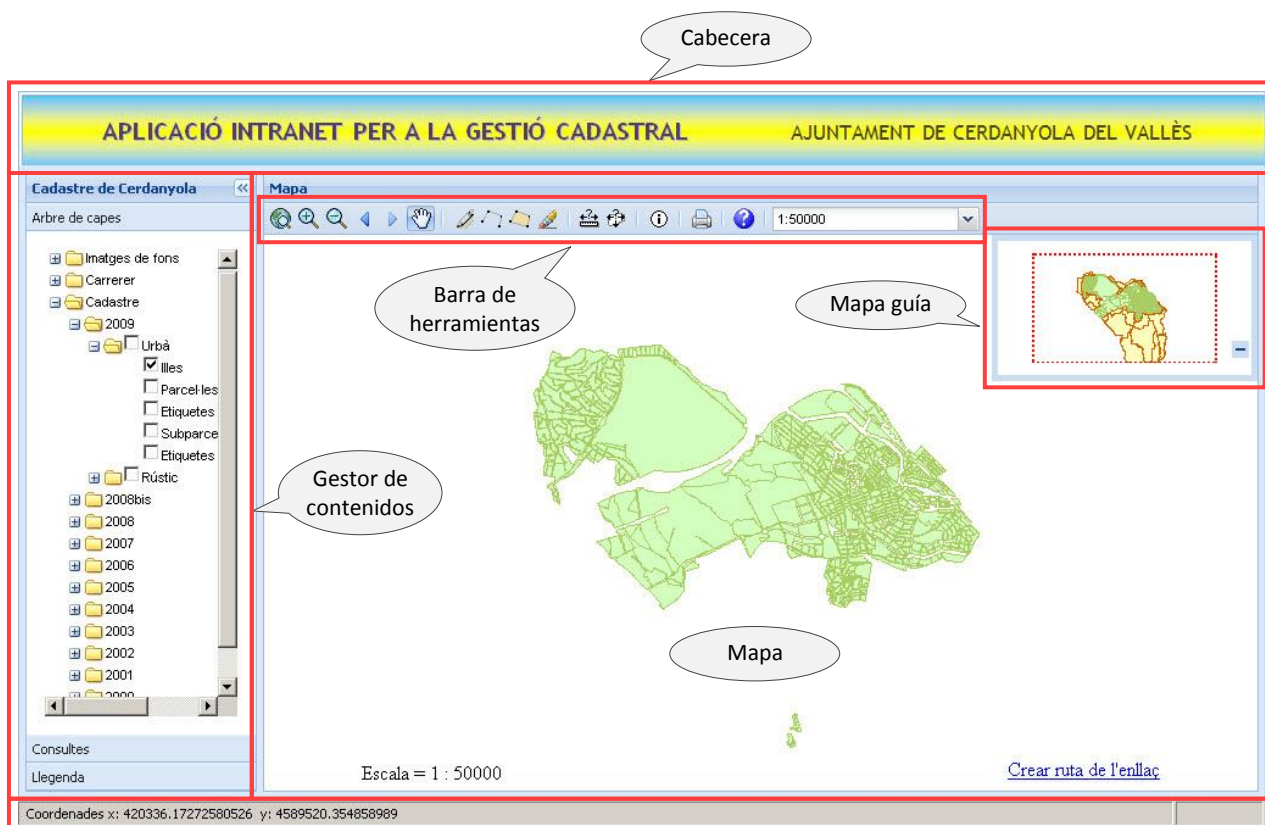 Cabecera
APLICACIÓ INTRANET PER A LA GESTIÓ CADASTRAL
AJUNTAMENT DE CERDANYOLA DEL VALLÈS
Cadastre de Cerdanyola
Mapa
Arbre de capes
1:50000
Imatges de fons
Carrerer
Cadastre
2009
Urbà
Illes
Parcel·les
Etiquetes
Subparce
Etiquetes
Rústic
2008bis
2008
2007
2006
2005
2004
2003
2002
2001
Barra de
herramientas
Mapa guía
Gestor de
contenidos
Mapa
Consultes
Llegenda
Escala = 1 : 50000
Crear ruta de l'enllaç
Coordenades x: 420336.17272580526 y: 4589520.354858989